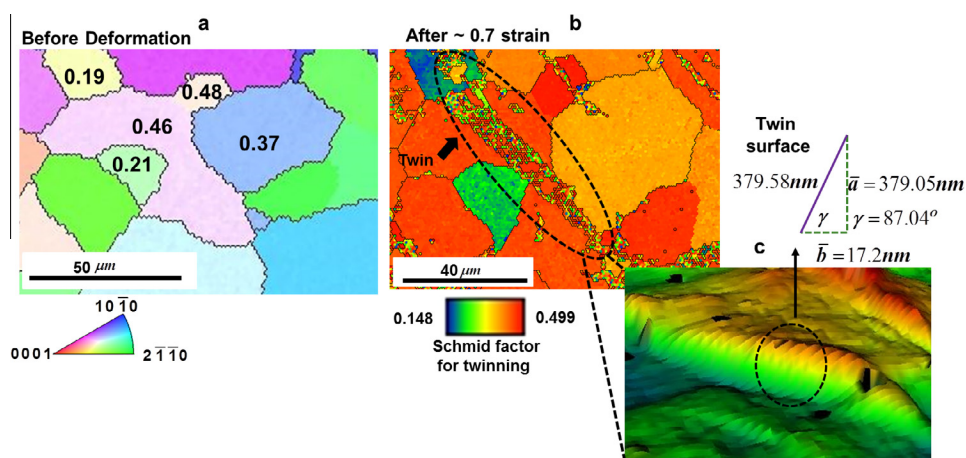 a
Before Deformation
0.19
0.48
0.46
0.37
0.21
50 μm
10 1̄ 0
0001
2 1̄ 1̄ 0
b
After ~ 0.7 strain
Twin
40 μm
0.148
0.499
Schmid factor
for twinning
Twin
surface
379.58nm
a̅ = 379.05nm
γ
γ = 87.04°
b̅ = 17.2nm
c